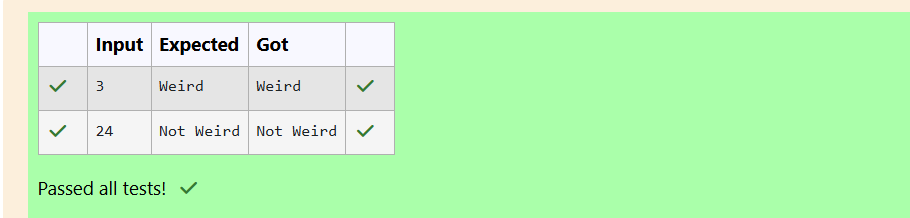 Input Expected Got
3 Weird Weird
24 Not Weird Not Weird
Passed all tests!